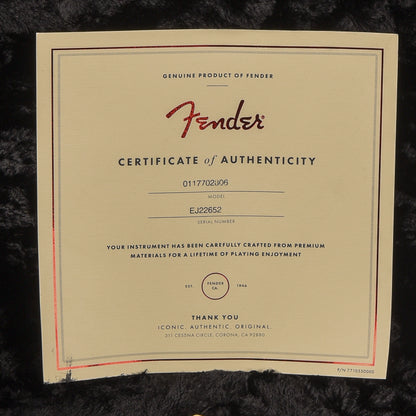 GENUINE PRODUCT OF FENDER
Fender
CERTIFICATE of AUTHENTICITY
0117702806
MODEL
EJ22652
SERIAL NUMBER
YOUR INSTRUMENT HAS BEEN CAREFULLY CRAFTED FROM PREMIUM
MATERIALS FOR A LIFETIME OF PLAYING ENJOYMENT
EST. FENDER CA. 1946
THANK YOU
ICONIC. AUTHENTIC. ORIGINAL.
311 CESSNA CIRCLE, CORONA, CA 92880
P/N 7710550000